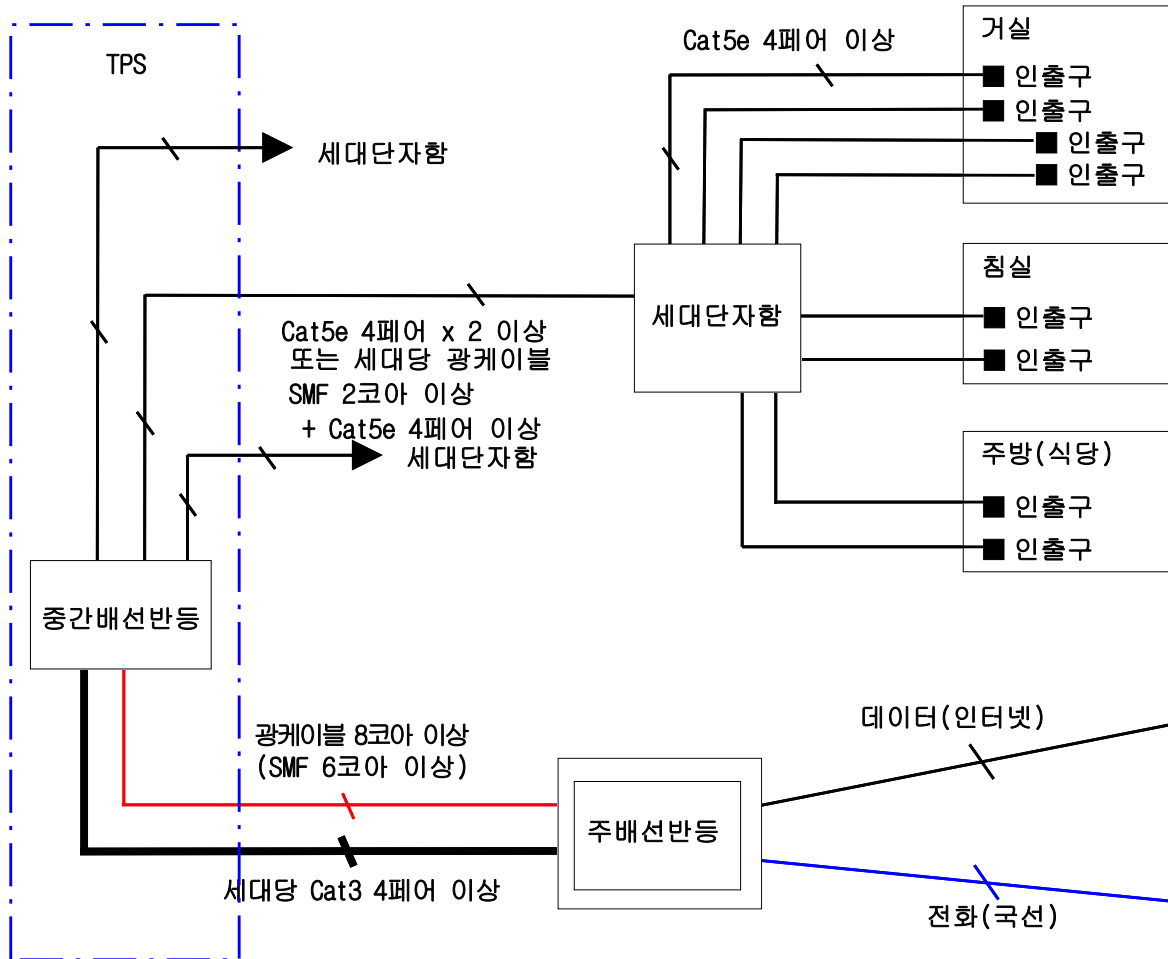 TPS
Cat5e 4페어 이상
거실
인출구
인출구
인출구
인출구
세대단자함
침실
인출구
인출구
세대단자함
Cat5e 4페어 x 2 이상
또는 세대당 광케이블
SMF 2코아 이상
+ Cat5e 4페어 이상
세대단자함
주방(식당)
인출구
인출구
중간배선반등
광케이블 8코아 이상
(SMF 6코아 이상)
데이터(인터넷)
주배선반등
세대당 Cat3 4페어 이상
전화(국선)